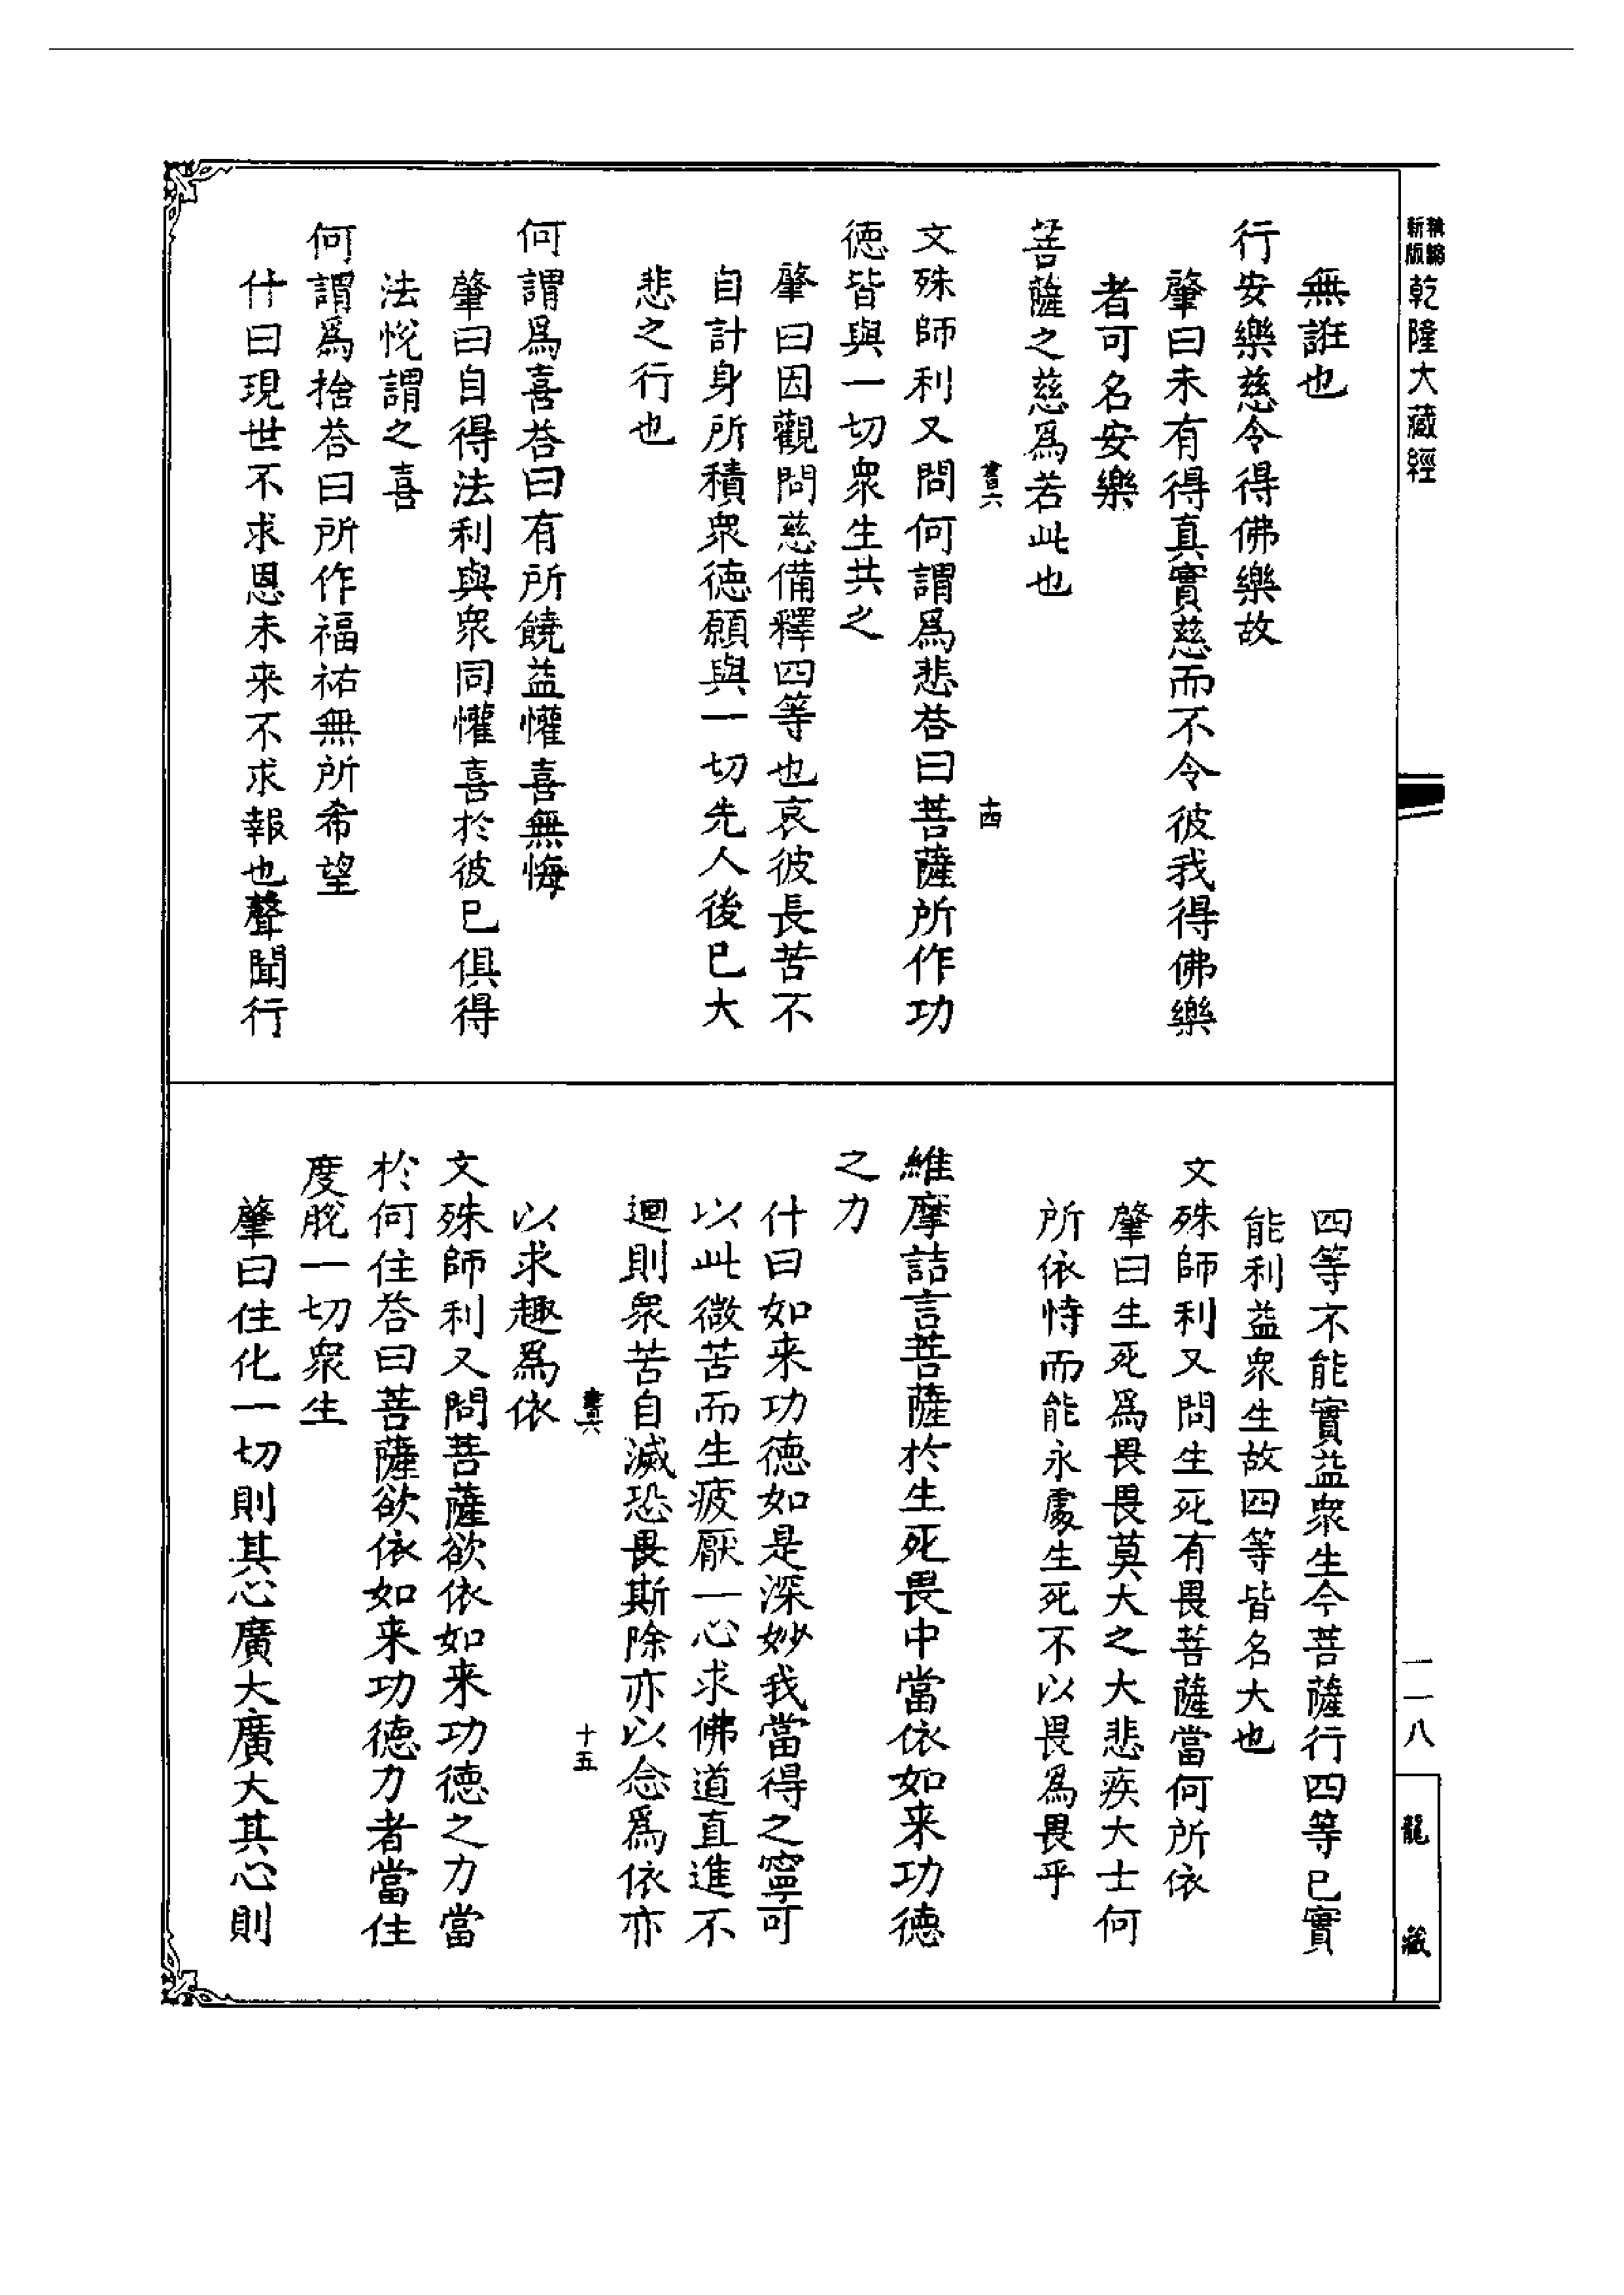 新編縮版乾隆大藏經
無誑也
行安樂慈令得佛樂故
肇曰未有得真實慈而不令彼我得佛樂
者可名安樂
菩薩之慈爲若此也
書六 十四
文殊師利又問何謂爲悲荅曰菩薩所作功
德皆與一切衆生共之
肇曰因觀問慈備釋四等也哀彼長苦不
自計身所積衆德願與一切先人後已大
悲之行也
何謂爲喜荅曰有所饒益懽喜無悔
肇曰自得法利與衆同懽喜於彼已俱得
法悅謂之喜
何謂爲捨荅曰所作福祐無所希望
什曰現世不求恩未来不求報也聲聞行
四等不能實益衆生今菩薩行四等已實
能利益衆生故四等皆名大也
文殊師利又問生死有畏菩薩當何所依
肇曰生死爲畏畏莫大之大悲疾大士何
所依恃而能永處生死不以畏爲畏乎
維摩詰言菩薩於生死畏中當依如来功德
之力
什曰如来功德如是深妙我當得之寧可
以此微苦而生疲厭一心求佛道直進不
迴則衆苦自滅恐畏斯除亦以念爲依亦
書六 十五
以求趣爲依
文殊師利又問菩薩欲依如来功德之力當
於何住荅曰菩薩欲依如来功德力者當住
度脫一切衆生
肇曰住化一切則其心廣大廣大其心則
一一八
龍藏